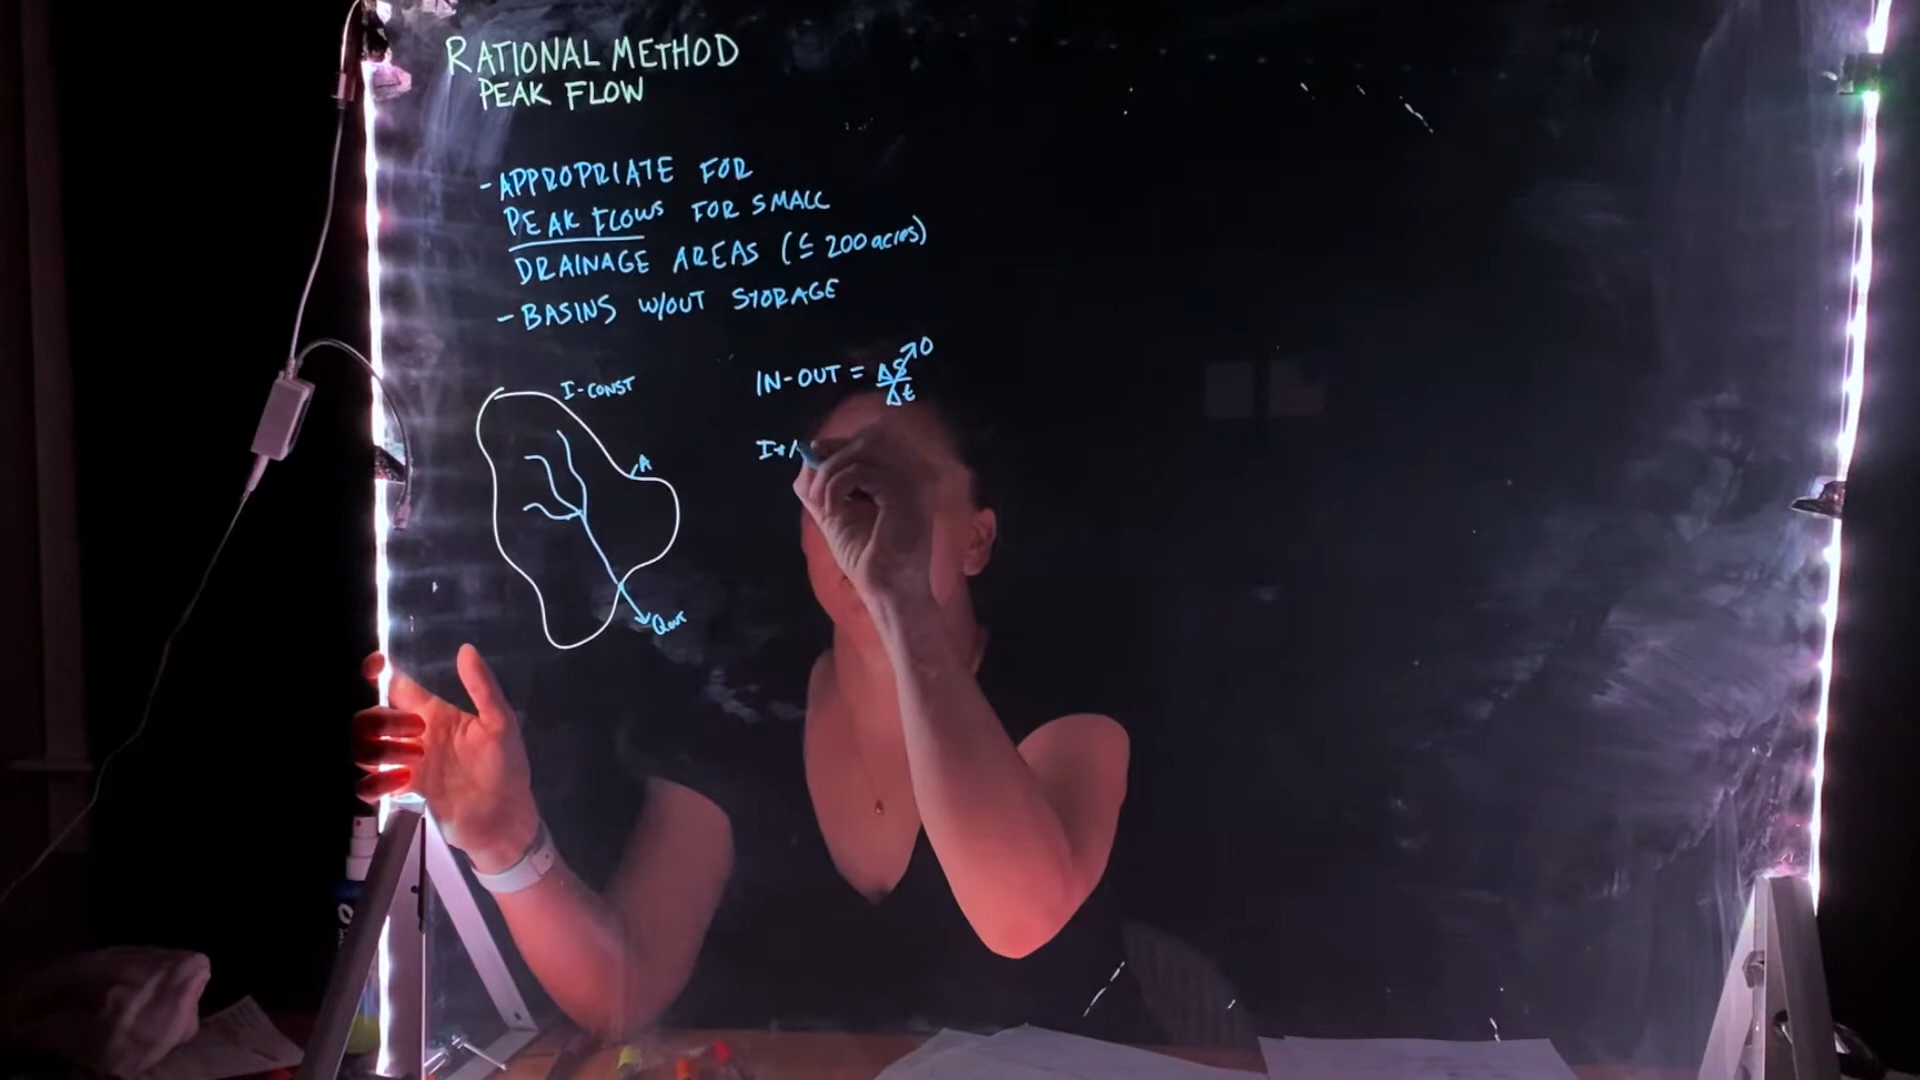 RATIONAL METHOD
PEAK FLOW
- APPROPRIATE FOR
PEAK FLOWS FOR SMALL
DRAINAGE AREAS (≤ 200 acres)
- BASINS W/OUT STORAGE
I-CONST
A
Qout
IN-OUT = ΔS/Δt → 0
I*